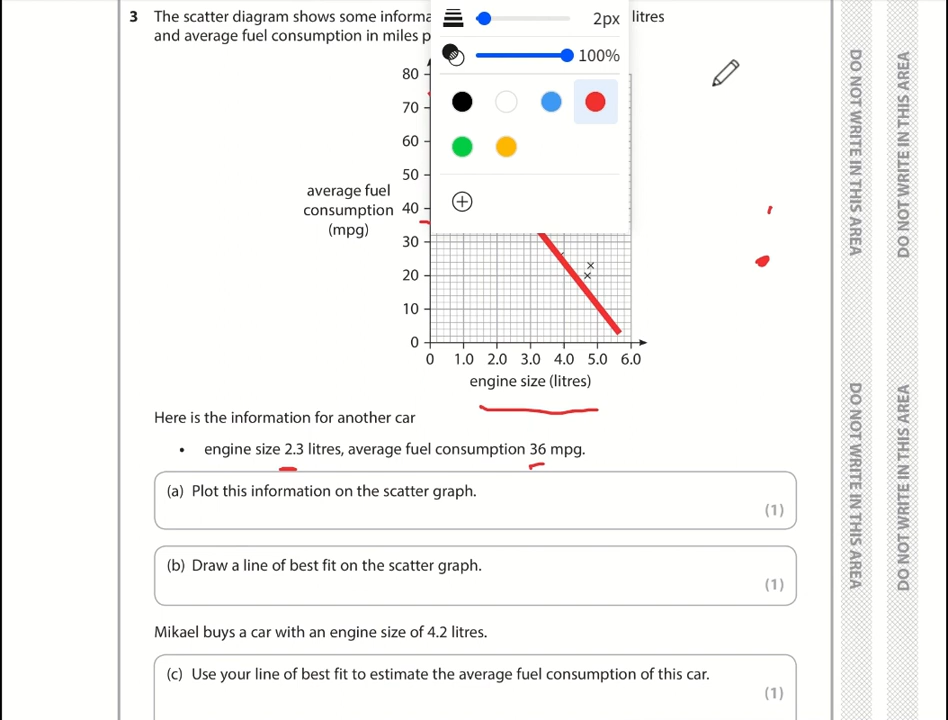 3 The scatter diagram shows some informa litres
and average fuel consumption in miles p
2px
100%
80
70
60
50
40
30
20
10
0
average fuel
consumption
(mpg)
0 1.0 2.0 3.0 4.0 5.0 6.0
engine size (litres)
Here is the information for another car
• engine size 2.3 litres, average fuel consumption 36 mpg.
(a) Plot this information on the scatter graph.
(1)
(b) Draw a line of best fit on the scatter graph.
(1)
Mikael buys a car with an engine size of 4.2 litres.
(c) Use your line of best fit to estimate the average fuel consumption of this car.
(1)
DO NOT WRITE IN THIS AREA
DO NOT WRITE IN THIS AREA
DO NOT WRITE IN THIS AREA
DO NOT WRITE IN THIS AREA